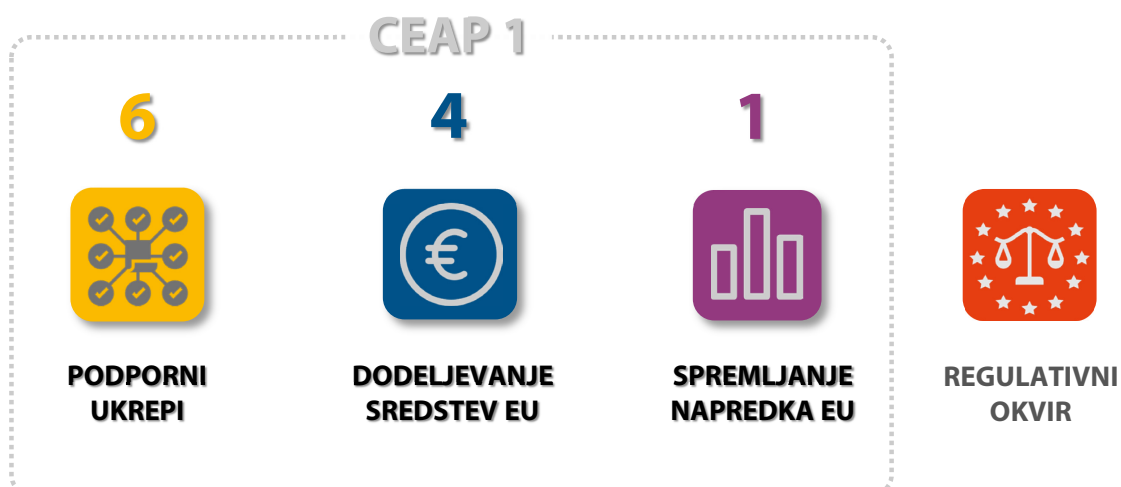 CEAP 1
6
4
1
PODPORNI
UKREPI
DODELJEVANJE
SREDSTEV EU
SPREMLJANJE
NAPREDKA EU
REGULATIVNI
OKVIR